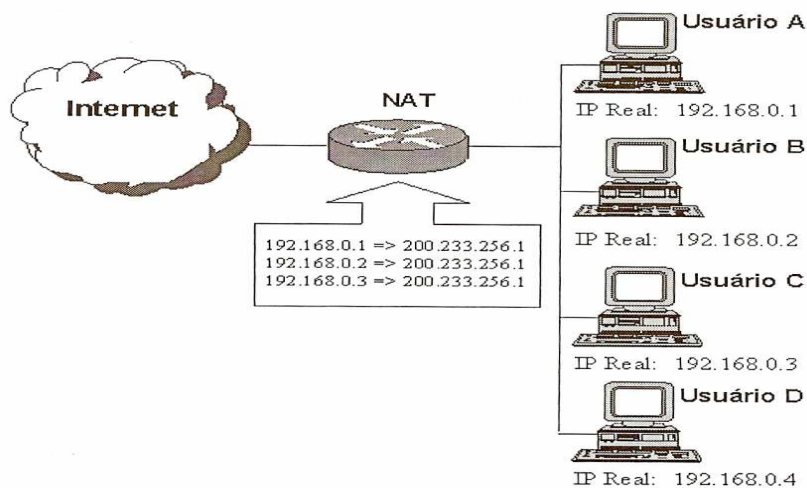 Usuário A
Internet
NAT
IP Real: 192.168.0.1
Usuário B
192.168.0.1 => 200.233.256.1
192.168.0.2 => 200.233.256.1
192.168.0.3 => 200.233.256.1
IP Real: 192.168.0.2
Usuário C
IP Real: 192.168.0.3
Usuário D
IP Real: 192.168.0.4